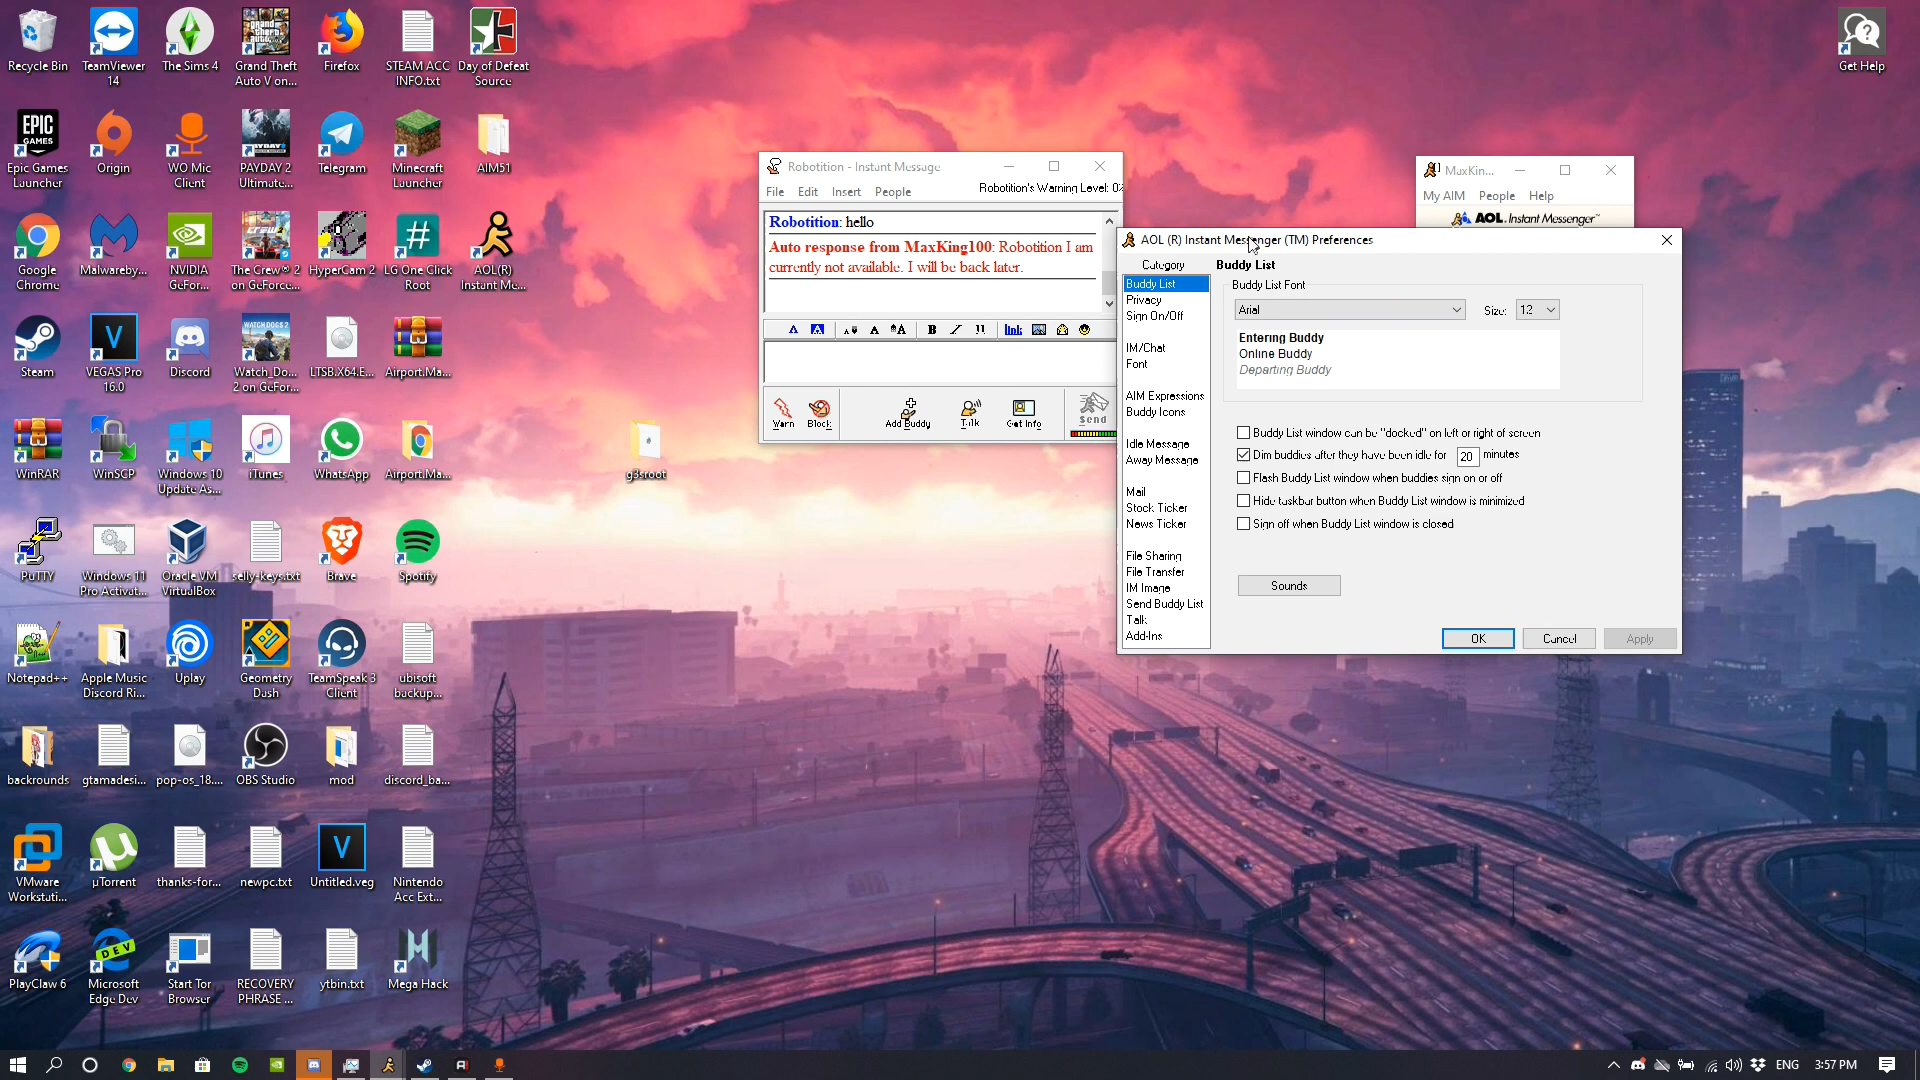 Recycle Bin
TeamViewer
14
The Sims 4
Grand Theft
Auto V on...
Firefox
STEAM ACC
INFO.txt
Day of Defeat
Source
Get Help
Epic Games
Launcher
Origin
WO Mic
Client
PAYDAY 2
Ultimate...
Telegram
Minecraft
Launcher
AIM51
Google
Chrome
Malwareby...
NVIDIA
GeFor...
The Crew® 2
on GeForce...
HyperCam 2
LG One Click
Root
AOL(R)
Instant Me...
Steam
VEGAS Pro
16.0
Discord
Watch_Do...
2 on GeFor...
LTSB.X64.E...
Airport.Ma...
WinRAR
WinSCP
Windows 10
Update As...
iTunes
WhatsApp
Airport.Ma...
g3sroot
PuTTY
Windows 11
Pro Activat...
Oracle VM
VirtualBox
selly-keys.txt
Brave
Spotify
Notepad++
Apple Music
Discord Ri...
Uplay
Geometry
Dash
TeamSpeak 3
Client
ubisoft
backup...
backrounds
gtamadesi...
pop-os_18....
OBS Studio
mod
discord_ba...
VMware
Workstati...
µTorrent
thanks-for...
newpc.txt
Untitled.veg
Nintendo
Acc Ext...
PlayClaw 6
Microsoft
Edge Dev
Start Tor
Browser
RECOVERY
PHRASE ...
ytbin.txt
Mega Hack
Robotition - Instant Message
File Edit Insert People
Robotition's Warning Level: 0%
Robotition: hello
Auto response from MaxKing100: Robotition I am
currently not available. I will be back later.
Warn
Block
Add Buddy
Talk
Get Info
Send
MaxKin...
My AIM People Help
AOL Instant Messenger™
AOL (R) Instant Messenger (TM) Preferences
Category
Buddy List
Privacy
Sign On/Off
IM/Chat
Font
AIM Expressions
Buddy Icons
Idle Message
Away Message
Mail
Stock Ticker
News Ticker
File Sharing
File Transfer
IM Image
Send Buddy List
Talk
Add-Ins
Buddy List
Buddy List Font
Arial
Size: 12
Entering Buddy
Online Buddy
Departing Buddy
Buddy List window can be "docked" on left or right of screen
Dim buddies after they have been idle for 20 minutes
Flash Buddy List window when buddies sign on or off
Hide taskbar button when Buddy List window is minimized
Sign off when Buddy List window is closed
Sounds
OK
Cancel
Apply
ENG
3:57 PM